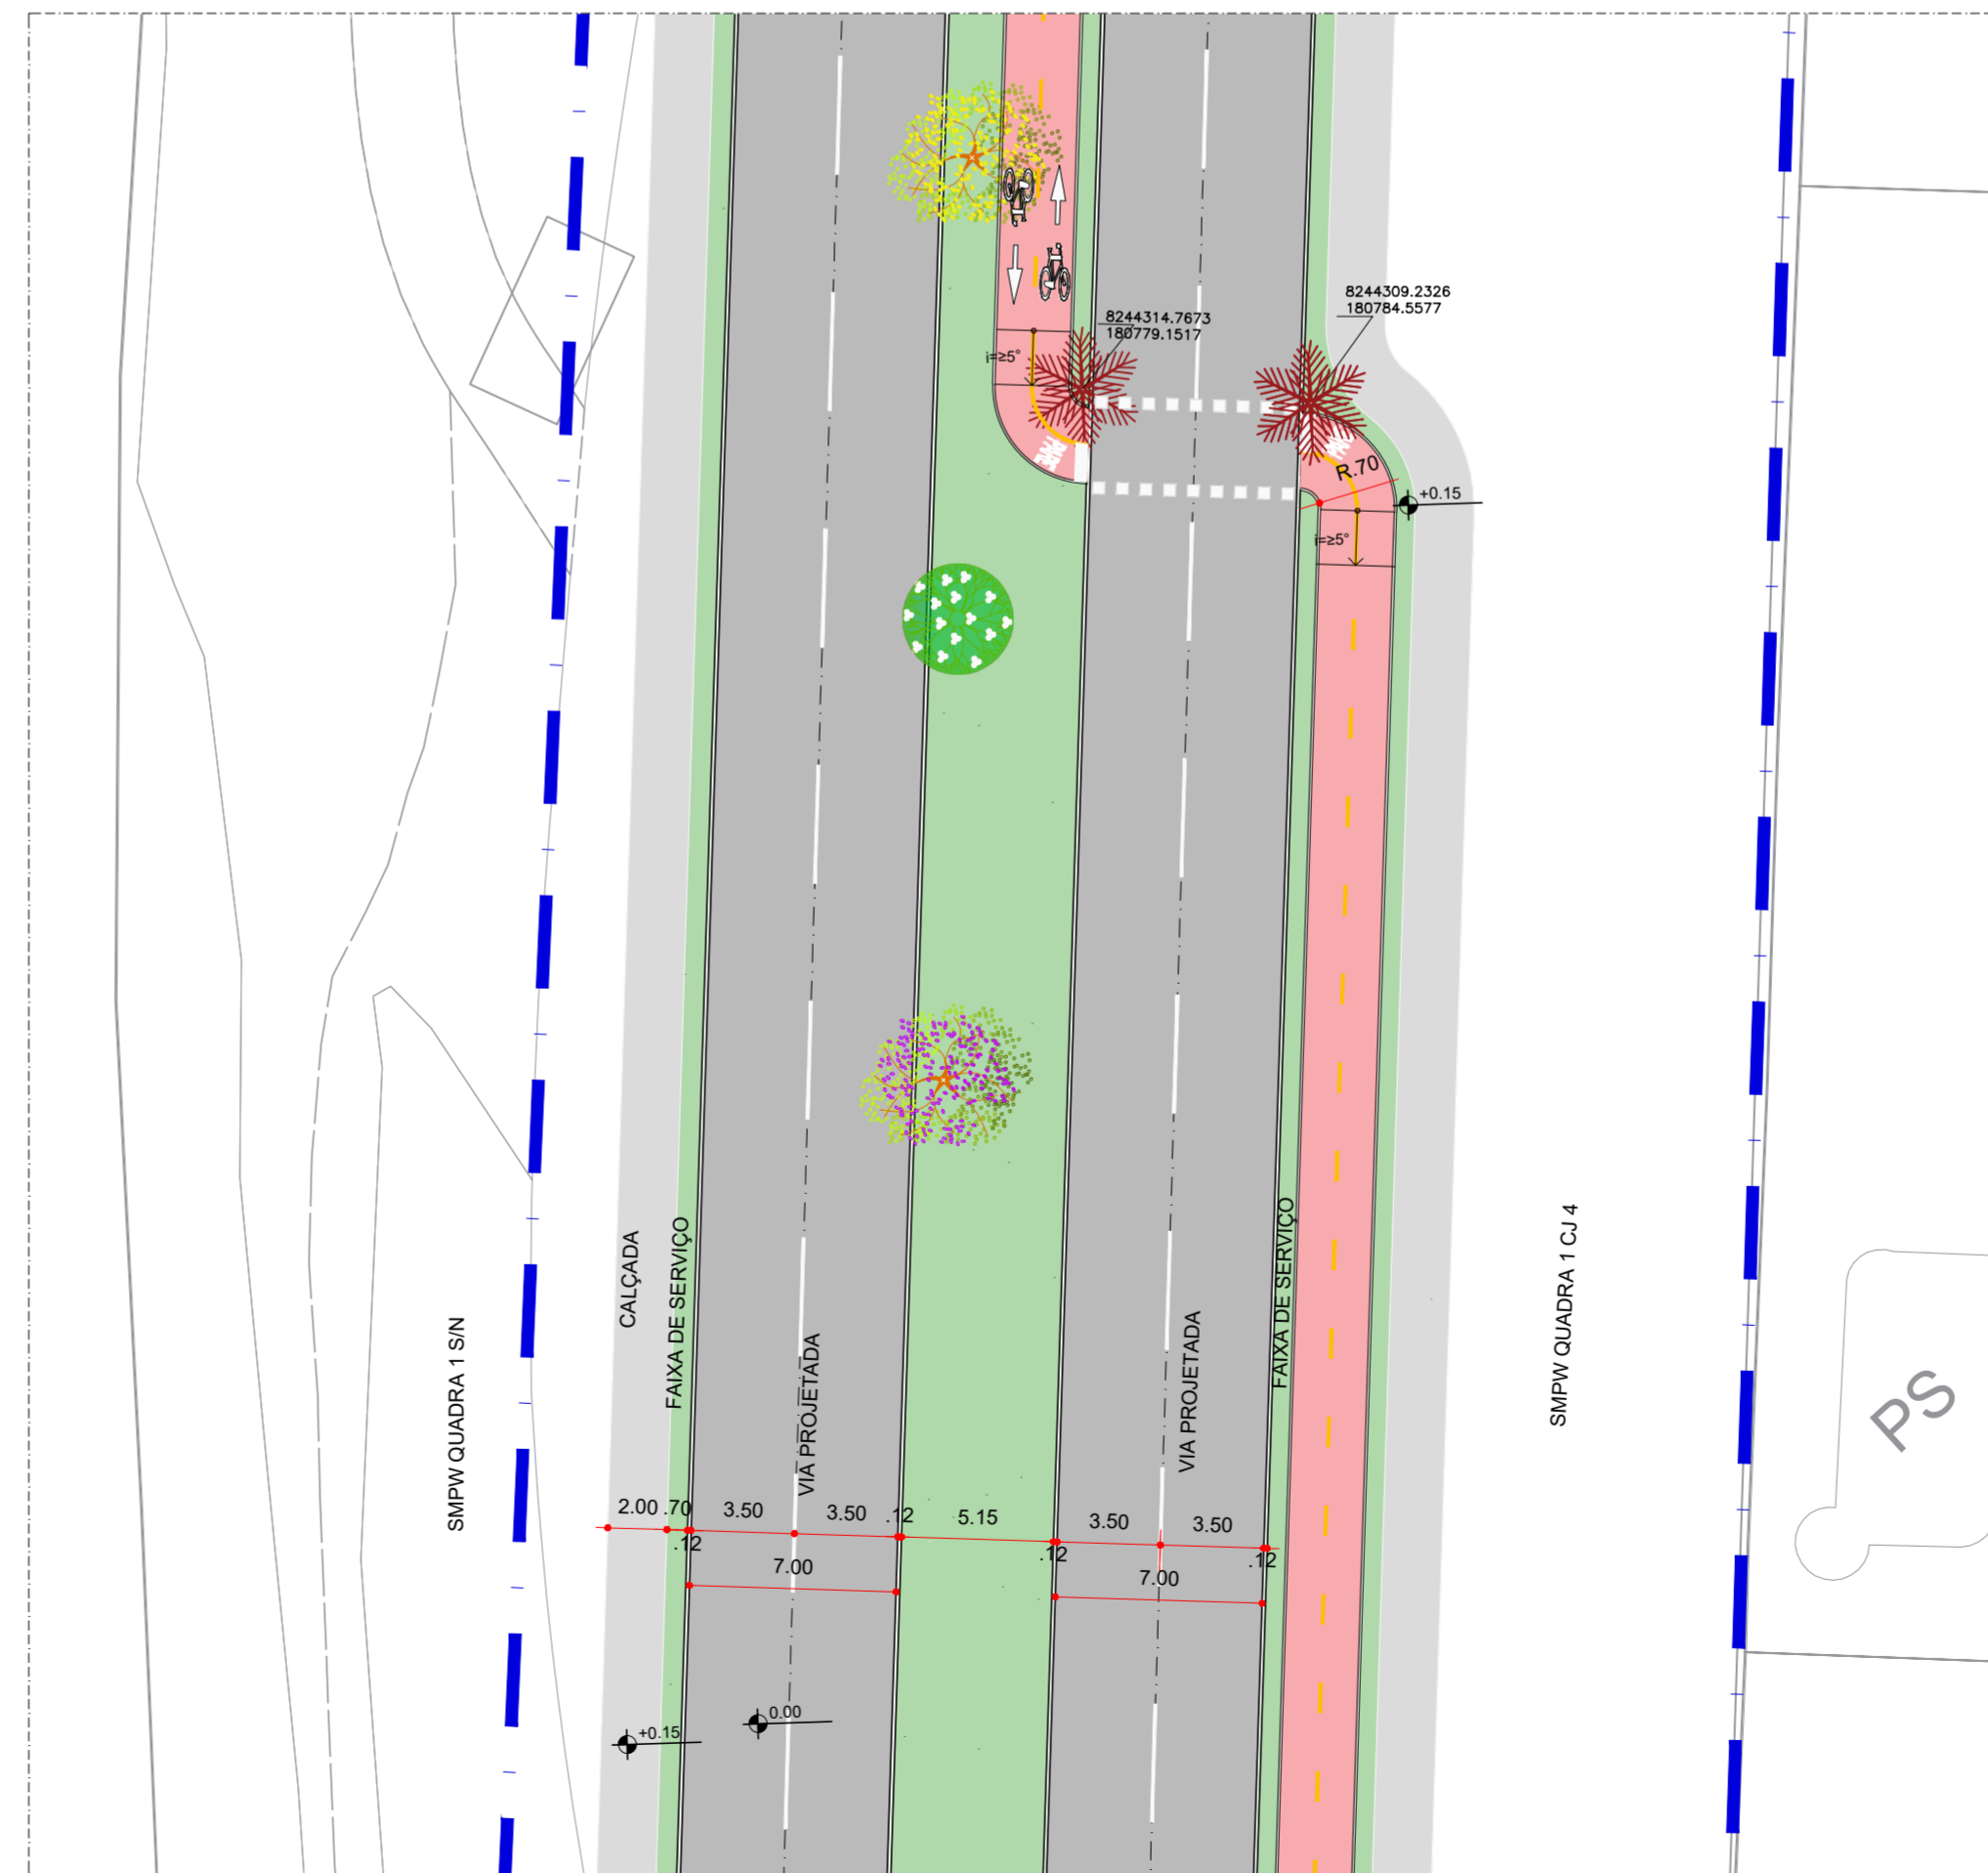 8244309.2326
180784.5577
8244314.7673
180779.1517
i=≥5°
PARE
R.70
+0.15
i=≥5°
CALÇADA
FAIXA DE SERVIÇO
FAIXA DE SERVIÇO
SMPW QUADRA 1 S/N
VIA PROJETADA
VIA PROJETADA
SMPW QUADRA 1 CJ 4
PS
2.00 .70 3.50 3.50 .12 5.15 3.50 3.50
.12 .12 .12
7.00 7.00
0.00
+0.15